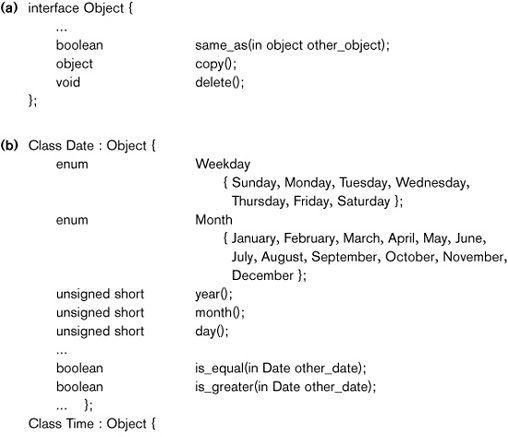 (a) interface Object {
...
boolean same_as(in object other_object);
object copy();
void delete();
};
(b) Class Date : Object {
enum Weekday
{ Sunday, Monday, Tuesday, Wednesday,
Thursday, Friday, Saturday };
enum Month
{ January, February, March, April, May, June,
July, August, September, October, November,
December };
unsigned short year();
unsigned short month();
unsigned short day();
...
boolean is_equal(in Date other_date);
boolean is_greater(in Date other_date);
... };
Class Time : Object {